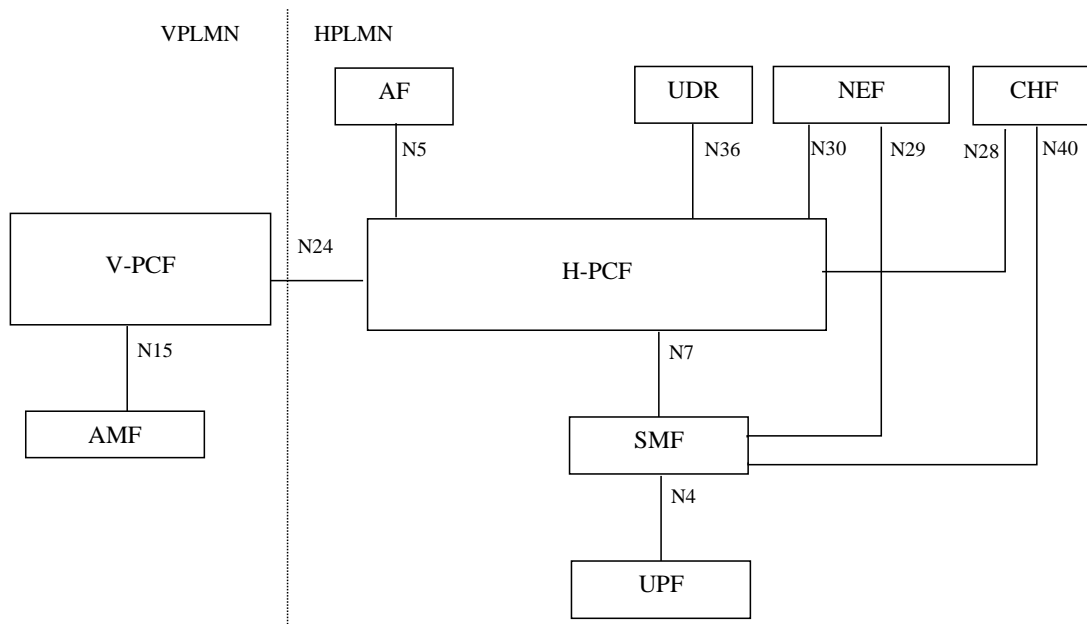 VPLMN
HPLMN
AF
UDR
NEF
CHF
N5
N36
N30
N29
N28
N40
V-PCF
N24
H-PCF
N15
N7
AMF
SMF
N4
UPF